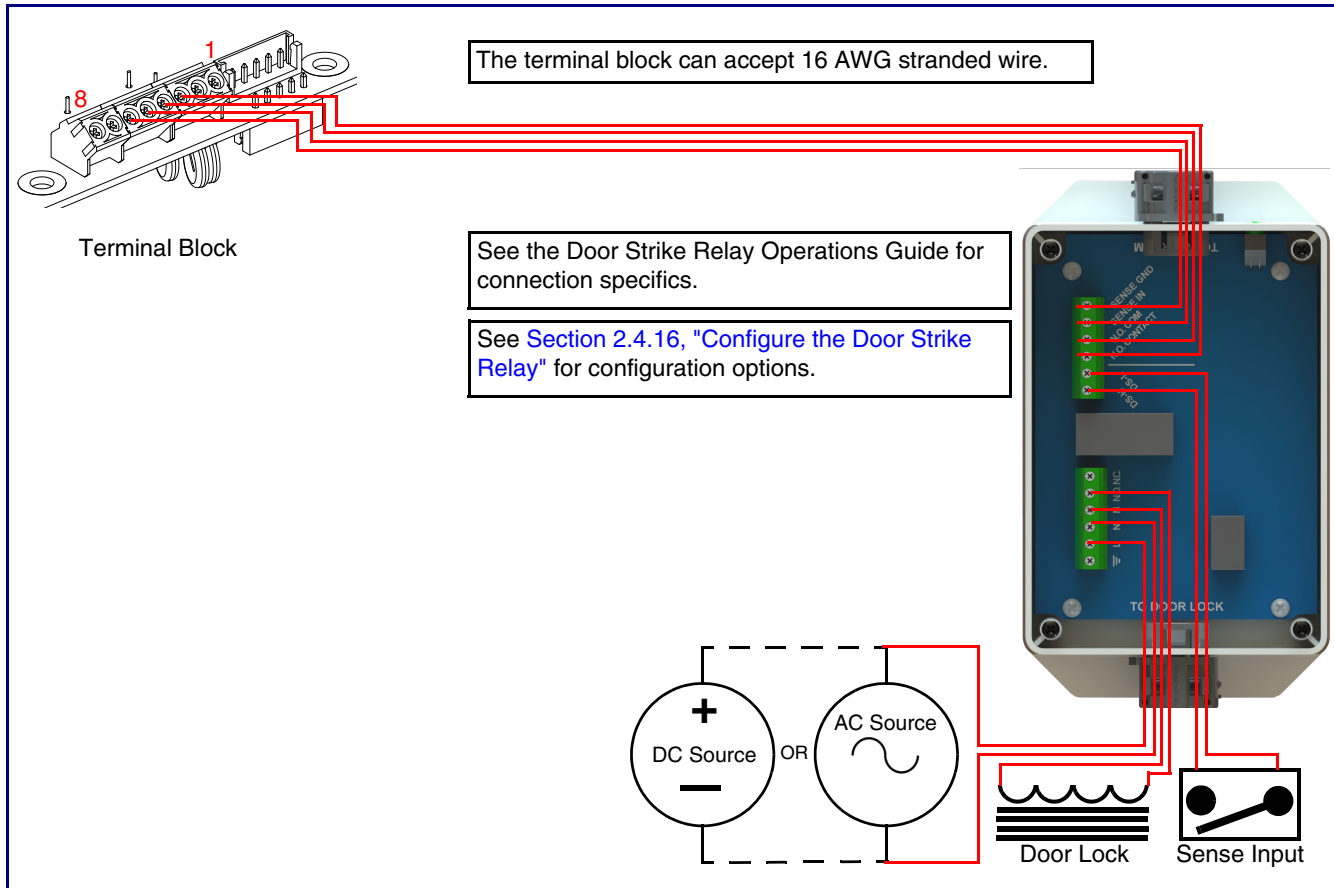 1
8
The terminal block can accept 16 AWG stranded wire.
Terminal Block
See the Door Strike Relay Operations Guide for
connection specifics.
See Section 2.4.16, "Configure the Door Strike
Relay" for configuration options.
SENSE GND
SENSE IN
N.O. COM
N.O. CONTACT
N.C.
N.O.
N
L
TO DOOR LOCK
+
DC Source
OR
AC Source
Door Lock
Sense Input